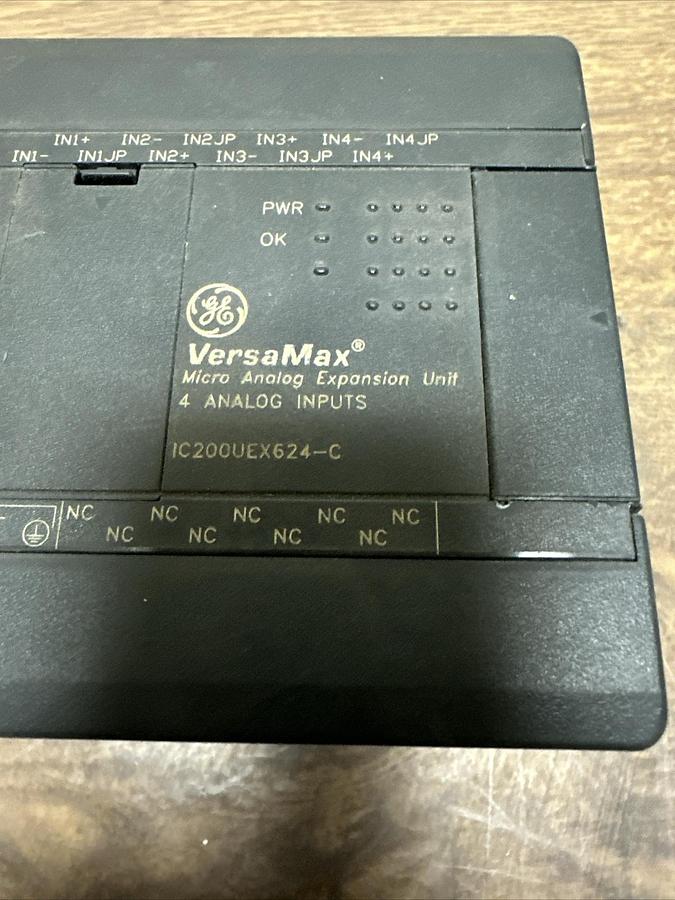 IN1+ IN2- IN2JP IN3+ IN4- IN4JP
IN1- IN1JP IN2+ IN3- IN3JP IN4+
PWR
OK
GE
VersaMax®
Micro Analog Expansion Unit
4 ANALOG INPUTS
IC200UEX624-C
NC NC NC NC NC
NC NC NC NC